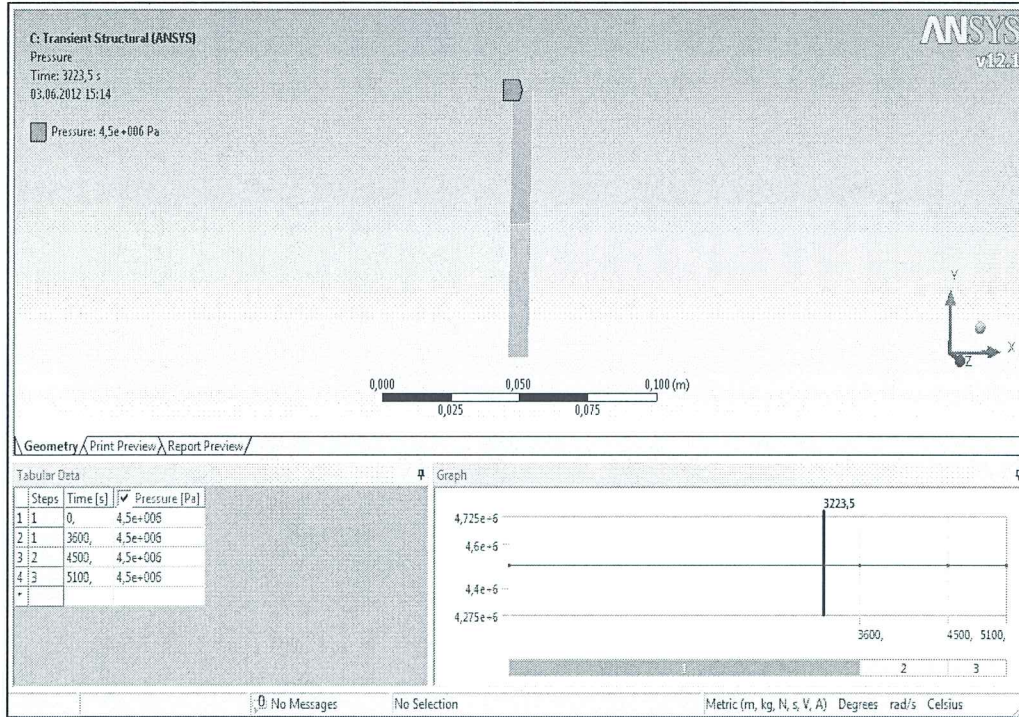 C: Transient Structural (ANSYS)
Pressure
Time: 3223,5 s
03.06.2012 15:14
Pressure: 4,5e+006 Pa
ANSYS
v12.1
Y
X
Z
0,000 0,050 0,100 (m)
0,025 0,075
Geometry Print Preview Report Preview
Tabular Data
Steps Time [s] Pressure [Pa]
1 1 0, 4,5e+006
2 1 3600, 4,5e+006
3 2 4500, 4,5e+006
4 3 5100, 4,5e+006
*
Graph
3223,5
4,725e+6
4,6e+6
4,4e+6
4,275e+6
3600, 4500, 5100,
1 2 3
No Messages No Selection Metric (m, kg, N, s, V, A) Degrees rad/s Celsius